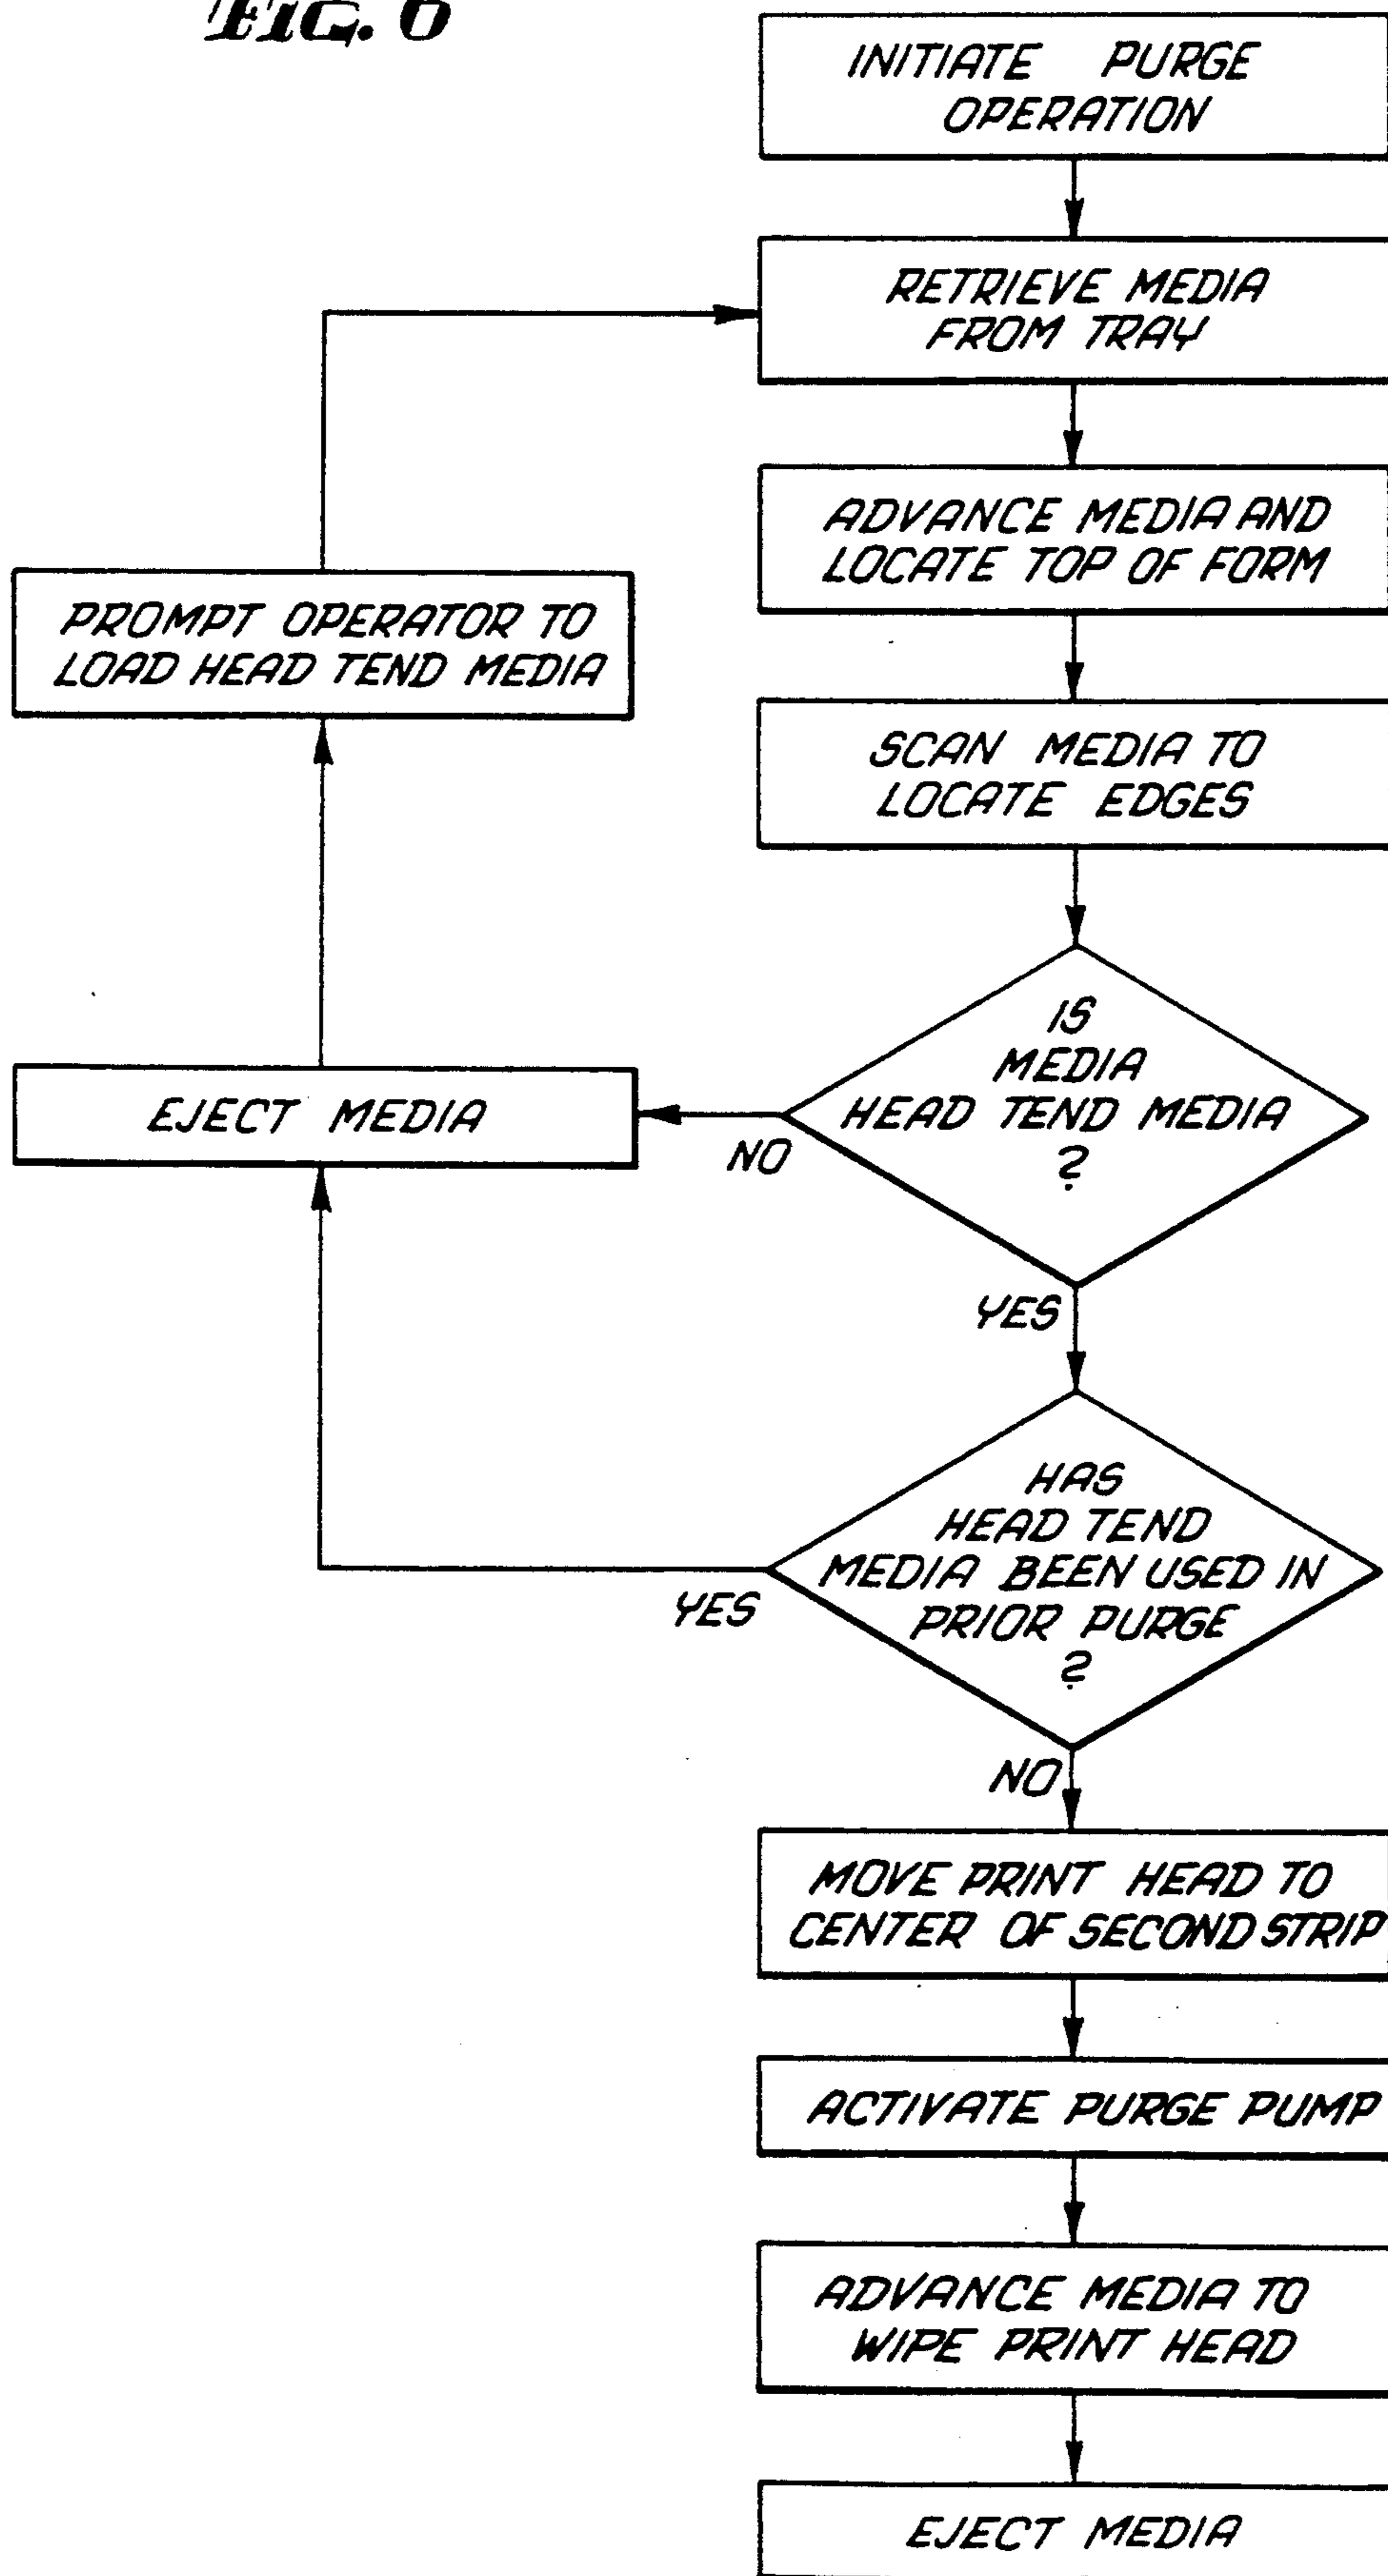 FIG. 6
INITIATE PURGE
OPERATION
RETRIEVE MEDIA
FROM TRAY
ADVANCE MEDIA AND
LOCATE TOP OF FORM
PROMPT OPERATOR TO
LOAD HEAD TEND MEDIA
SCAN MEDIA TO
LOCATE EDGES
IS
MEDIA
HEAD TEND MEDIA
?
EJECT MEDIA
NO
YES
HAS
HEAD TEND
MEDIA BEEN USED IN
PRIOR PURGE
?
YES
NO
MOVE PRINT HEAD TO
CENTER OF SECOND STRIP
ACTIVATE PURGE PUMP
ADVANCE MEDIA TO
WIPE PRINT HEAD
EJECT MEDIA